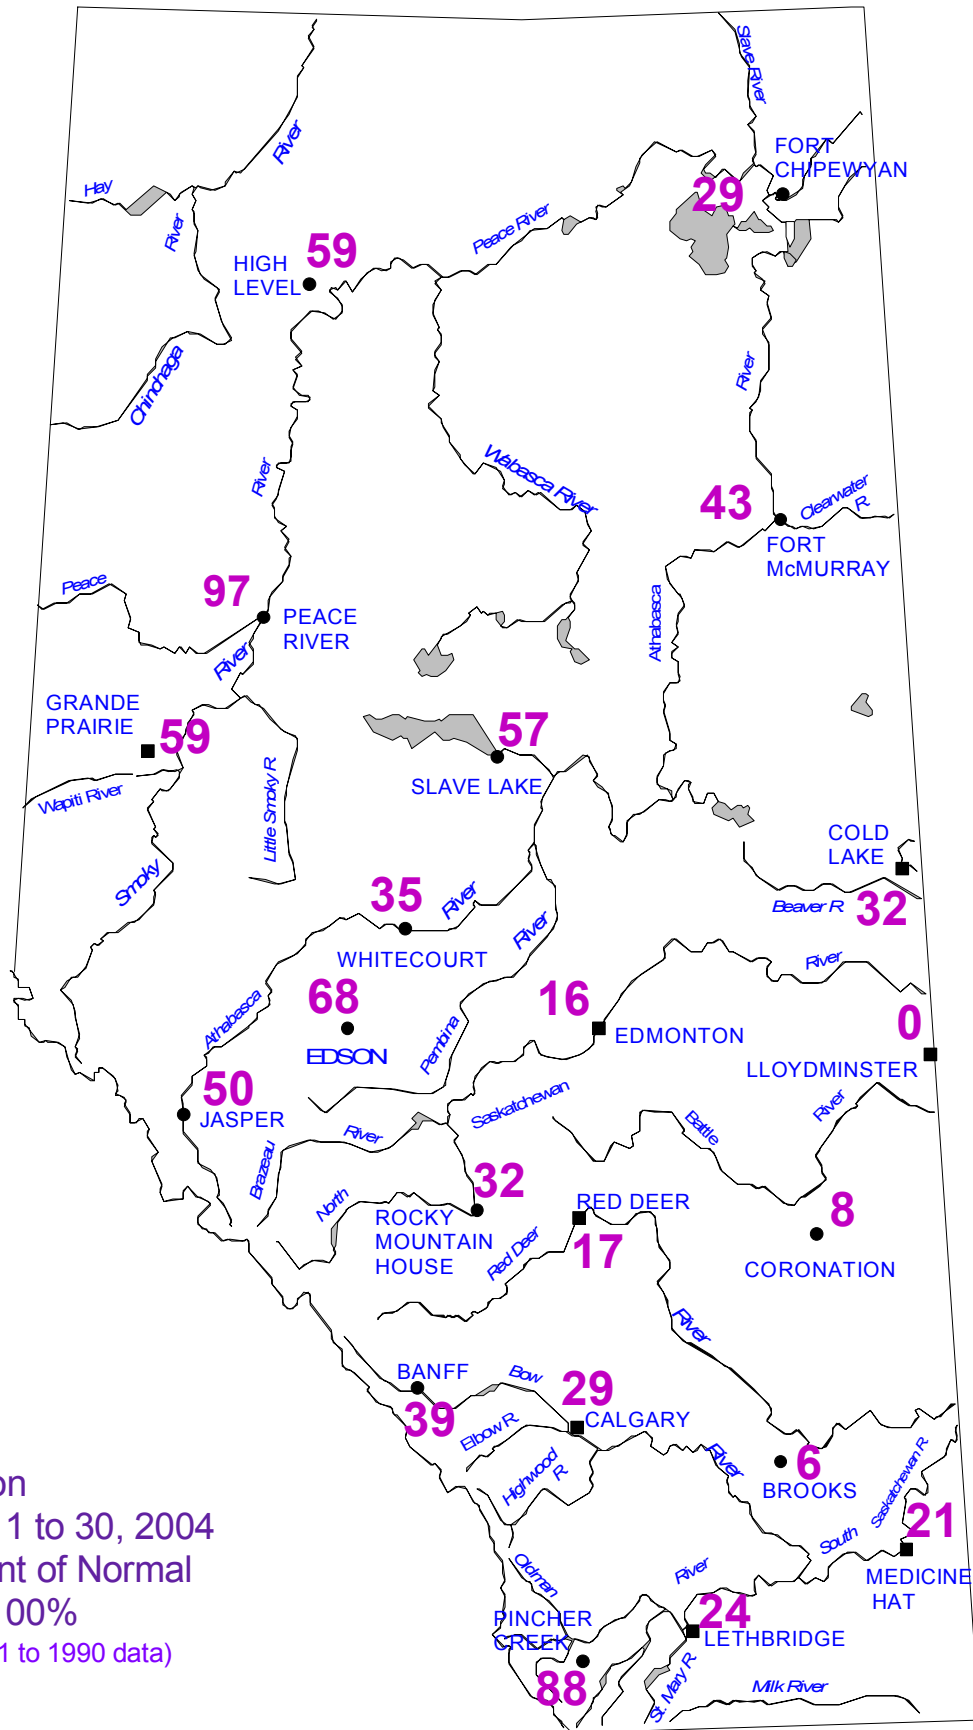 Slave River
FORT
CHIPEWYAN
29
Hay
River
River
Peace River
59
HIGH
LEVEL
Chinchaga
River
Wabasca River
River
43
Clearwater
R.
FORT
McMURRAY
Peace
97
PEACE
RIVER
River
Athabasca
GRANDE
PRAIRIE
59
57
SLAVE LAKE
Wapiti River
Little Smoky R
Smoky
COLD
LAKE
32
Beaver R
35
River
WHITECOURT
River
River
68
EDSON
Athabasca
Pembina
16
EDMONTON
0
LLOYDMINSTER
50
JASPER
Saskatchewan
River
Battle
River
Brazeau
North
32
ROCKY
MOUNTAIN
HOUSE
RED DEER
17
Red Deer
8
CORONATION
River
BANFF
39
Bow
29
CALGARY
Elbow R.
Highwood
R
River
6
BROOKS
Saskatchewan R
21
South
MEDICINE
HAT
Oldman
River
PINCHER
CREEK
88
24
LETHBRIDGE
St. Mary R
Milk River
on
1 to 30, 2004
nt of Normal
00%
1 to 1990 data)